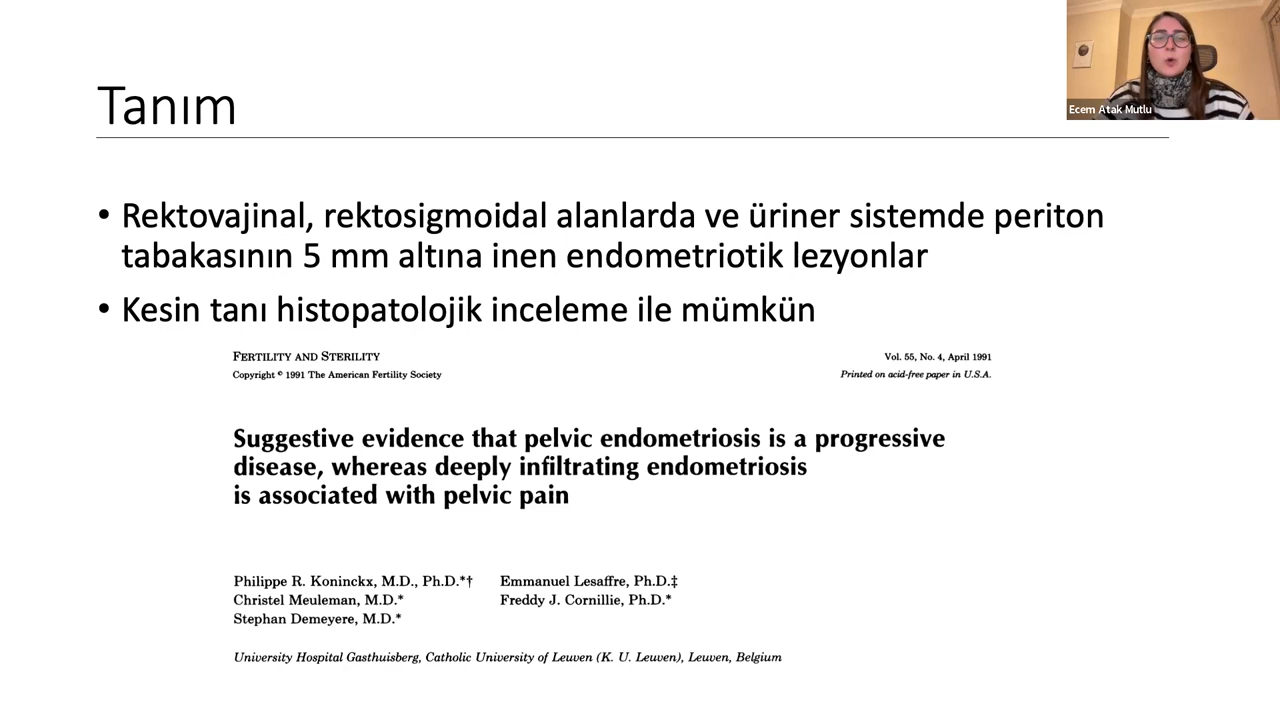 Ecem Atak Mutlu
Tanım
• Rektovajinal, rektosigmoidal alanlarda ve üriner sistemde periton
tabakasının 5 mm altına inen endometriotik lezyonlar
• Kesin tanı histopatolojik inceleme ile mümkün
FERTILITY AND STERILITY
Copyright © 1991 The American Fertility Society
Vol. 55, No. 4, April 1991
Printed on acid-free paper in U.S.A.
Suggestive evidence that pelvic endometriosis is a progressive
disease, whereas deeply infiltrating endometriosis
is associated with pelvic pain
Philippe R. Koninckx, M.D., Ph.D.*†
Christel Meuleman, M.D.*
Stephan Demeyere, M.D.*
Emmanuel Lesaffre, Ph.D.‡
Freddy J. Cornillie, Ph.D.*
University Hospital Gasthuisberg, Catholic University of Leuven (K. U. Leuven), Leuven, Belgium